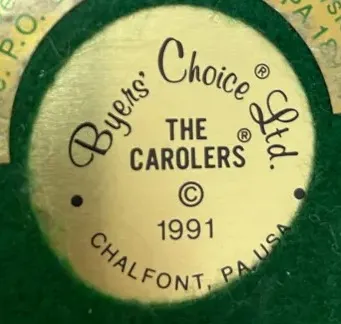 Byers' Choice® Ltd.
THE
CAROLERS®
©
1991
CHALFONT, PA USA
P.O.